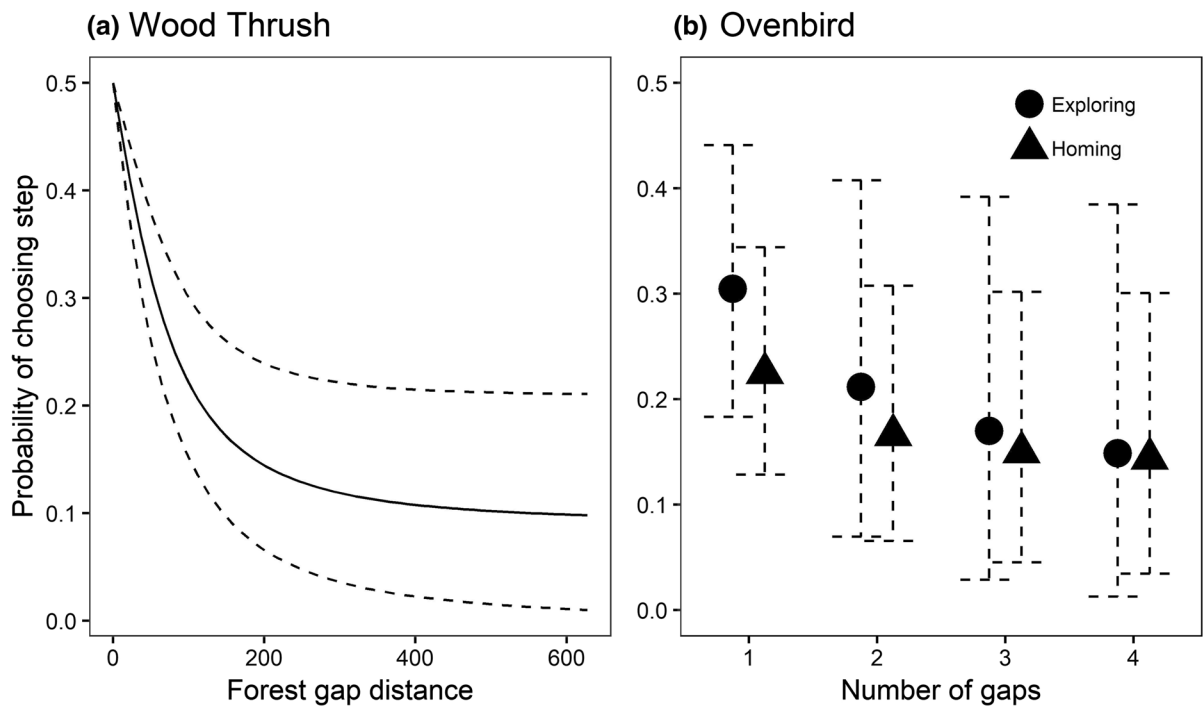 (a) Wood Thrush
Probability of choosing step
0.5
0.4
0.3
0.2
0.1
0.0
0 200 400 600
Forest gap distance
(b) Ovenbird
Exploring
Homing
0.5
0.4
0.3
0.2
0.1
0.0
1 2 3 4
Number of gaps